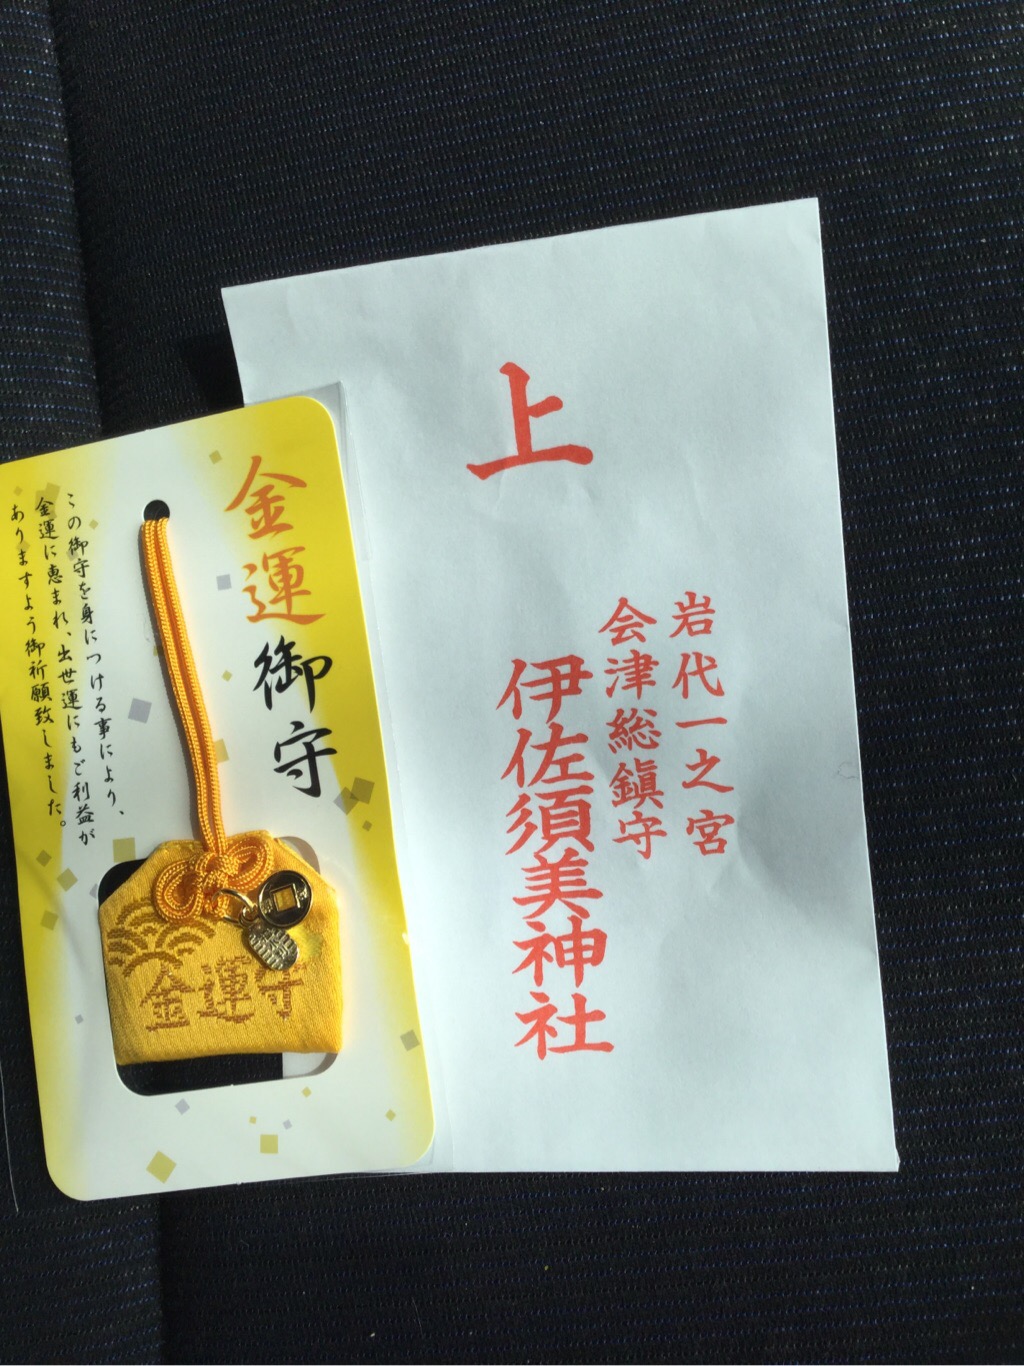 上
岩代一之宮
会津総鎮守
伊佐須美神社
金運御守
この御守を身につける事により、
金運に恵まれ、出世運にもご利益が
ありますよう御祈願致しました。
金運守